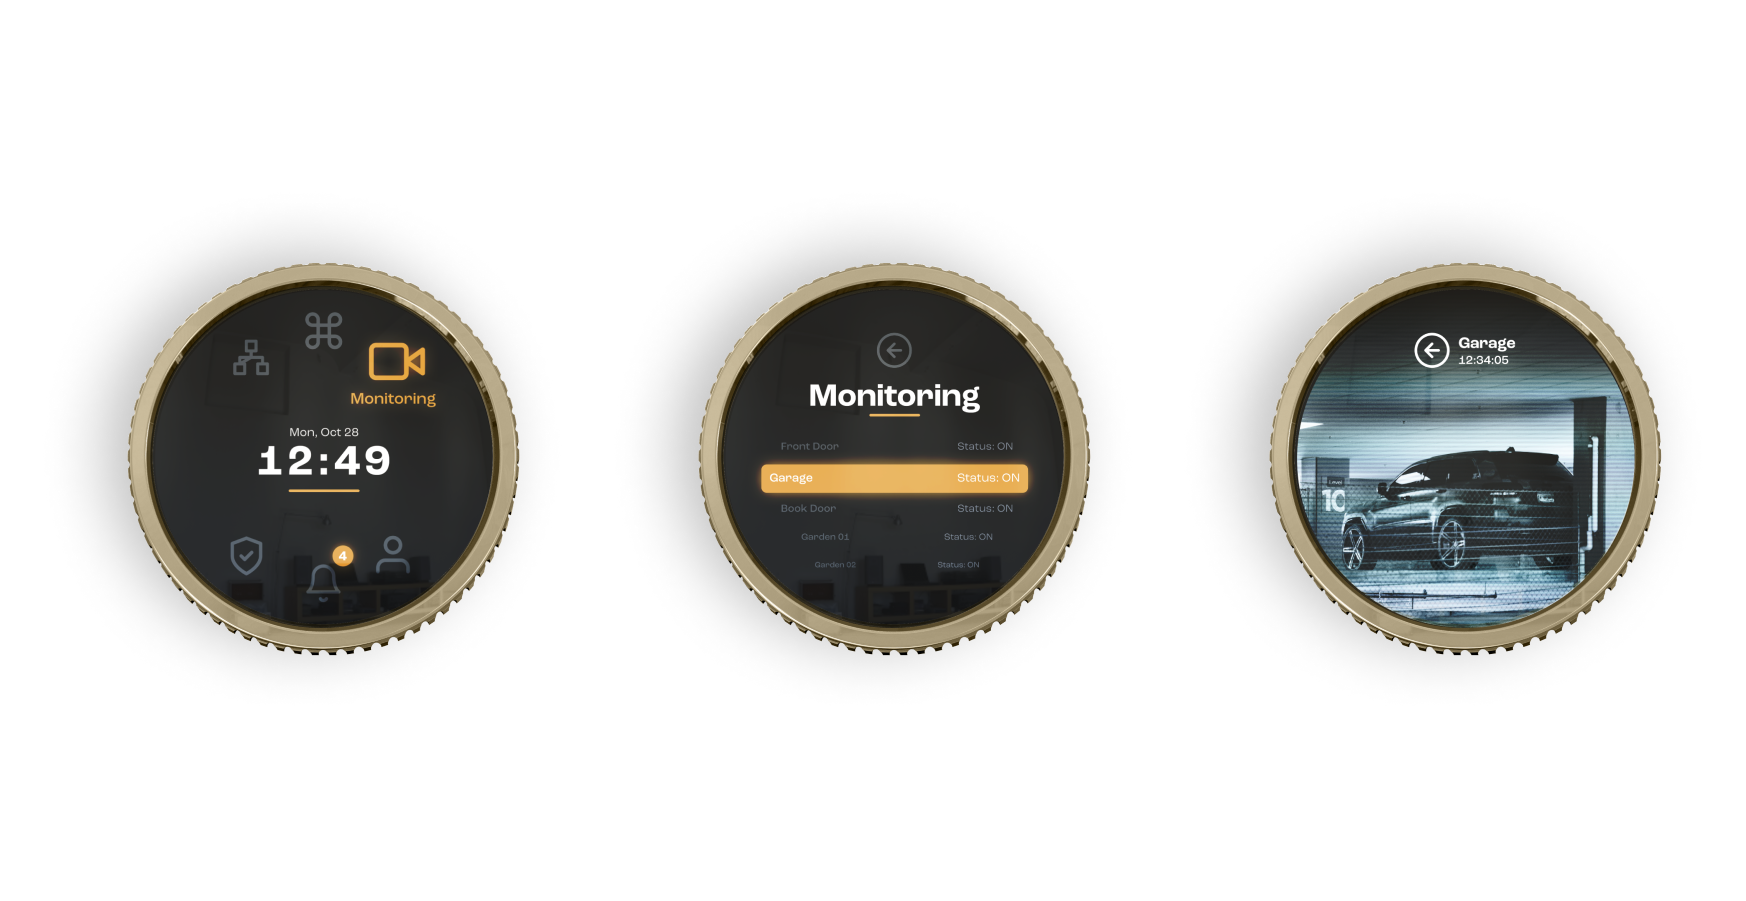 Monitoring
Mon, Oct 28
12:49
4
Monitoring
Front Door Status: ON
Garage Status: ON
Book Door Status: ON
Garden 01 Status: ON
Garden 02 Status: ON
Garage
12:34:05
Level
10